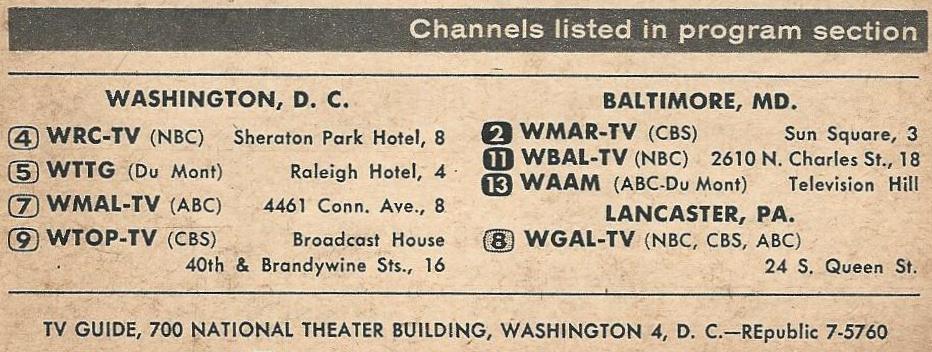 Channels listed in program section
WASHINGTON, D. C.
4 WRC-TV (NBC) Sheraton Park Hotel, 8
5 WTTG (Du Mont) Raleigh Hotel, 4
7 WMAL-TV (ABC) 4461 Conn. Ave., 8
9 WTOP-TV (CBS) Broadcast House
40th & Brandywine Sts., 16
BALTIMORE, MD.
2 WMAR-TV (CBS) Sun Square, 3
11 WBAL-TV (NBC) 2610 N. Charles St., 18
13 WAAM (ABC-Du Mont) Television Hill
LANCASTER, PA.
8 WGAL-TV (NBC, CBS, ABC)
24 S. Queen St.
TV GUIDE, 700 NATIONAL THEATER BUILDING, WASHINGTON 4, D. C.—REpublic 7-5760